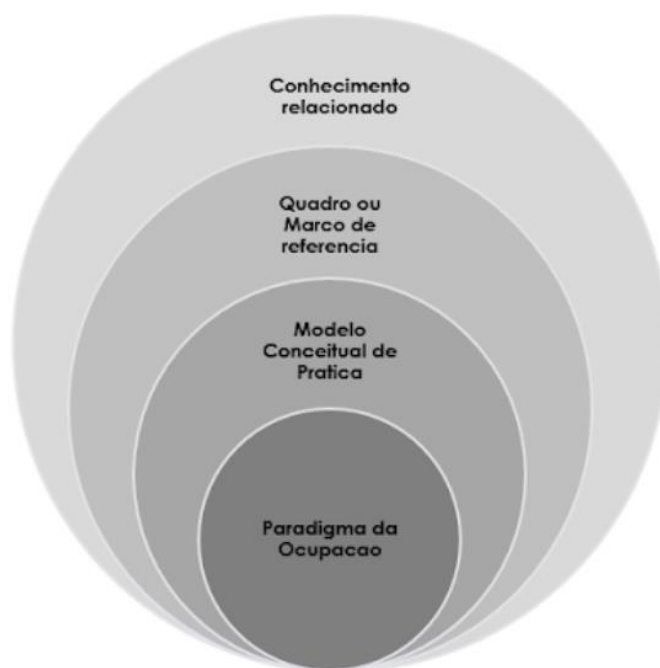 Conhecimento
relacionado
Quadro ou
Marco de
referencia
Modelo
Conceitual de
Pratica
Paradigma da
Ocupacao